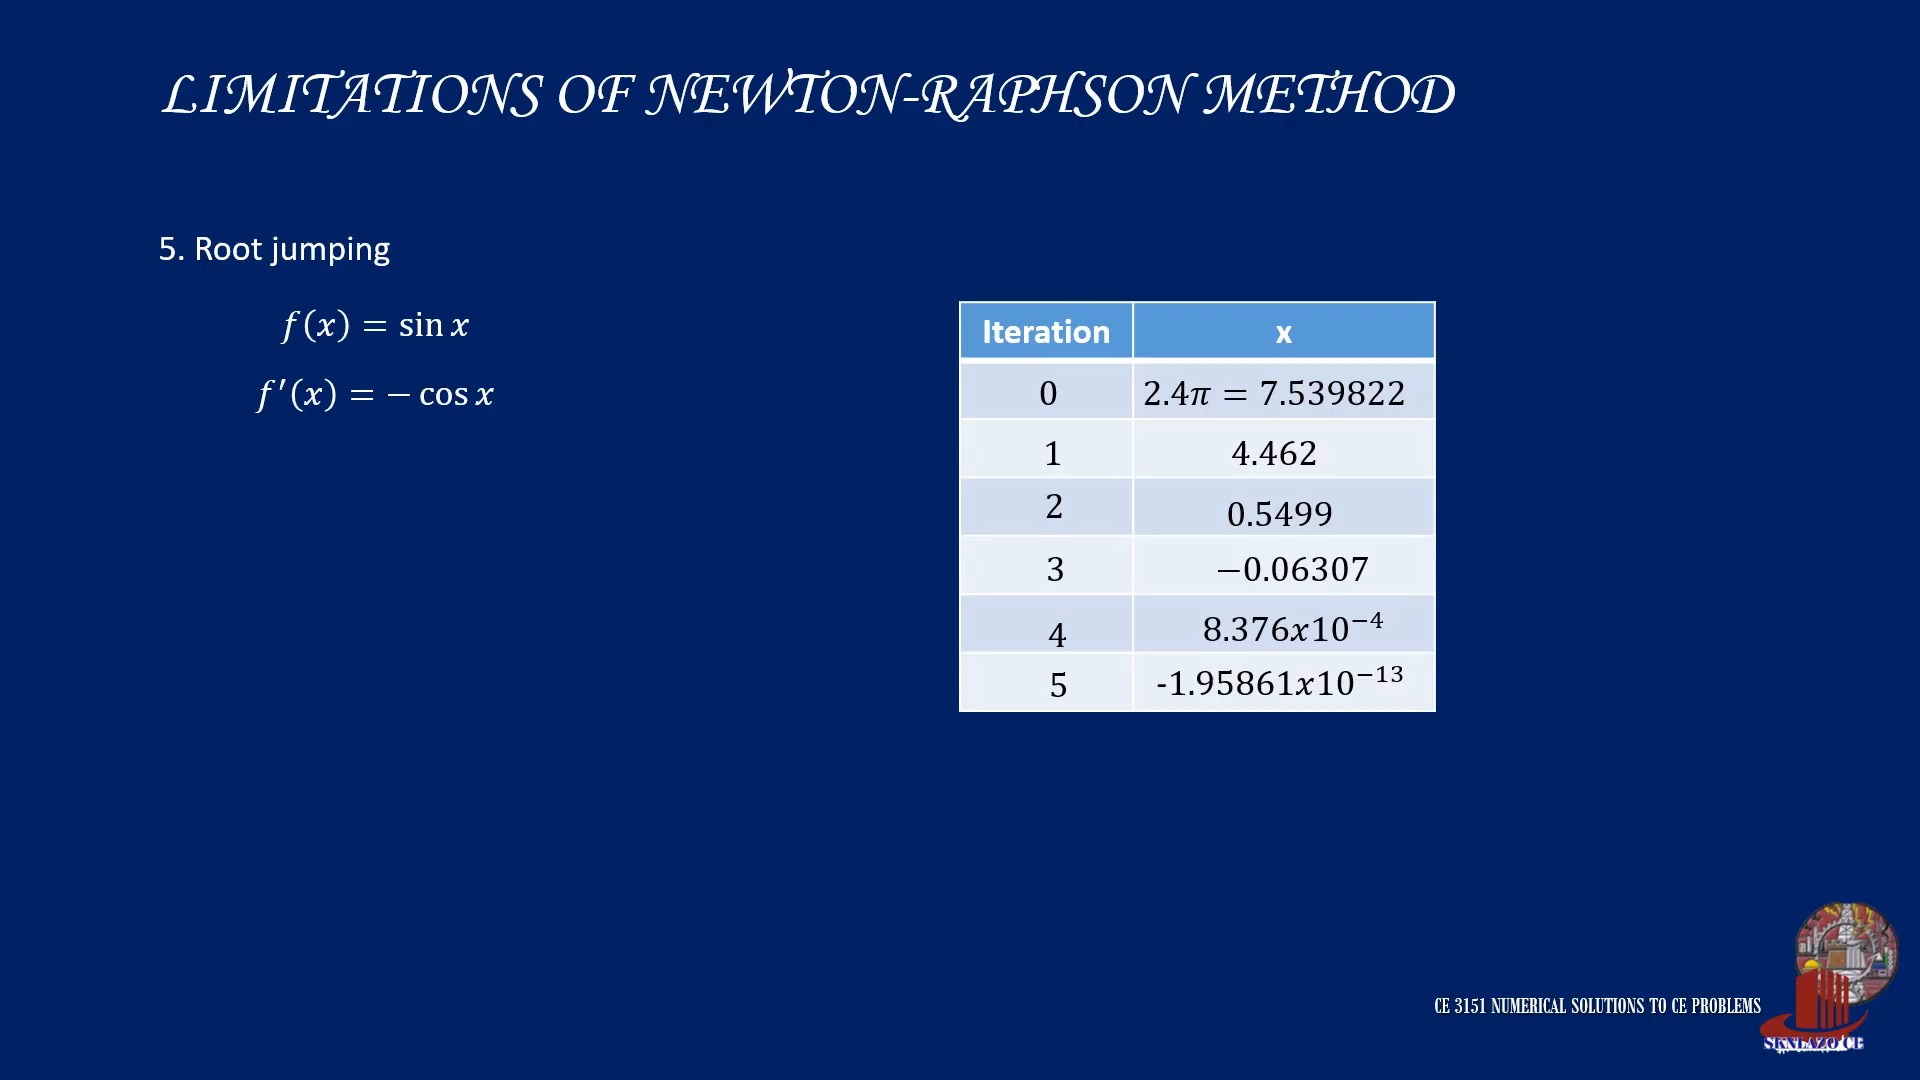 LIMITATIONS OF NEWTON-RAPHSON METHOD
5. Root jumping
f(x) = sin x
f′(x) = − cos x
Iteration x
0 2.4π = 7.539822
1 4.462
2 0.5499
3 −0.06307
4 8.376x10⁻⁴
5 -1.95861x10⁻¹³
CE 3151 NUMERICAL SOLUTIONS TO CE PROBLEMS